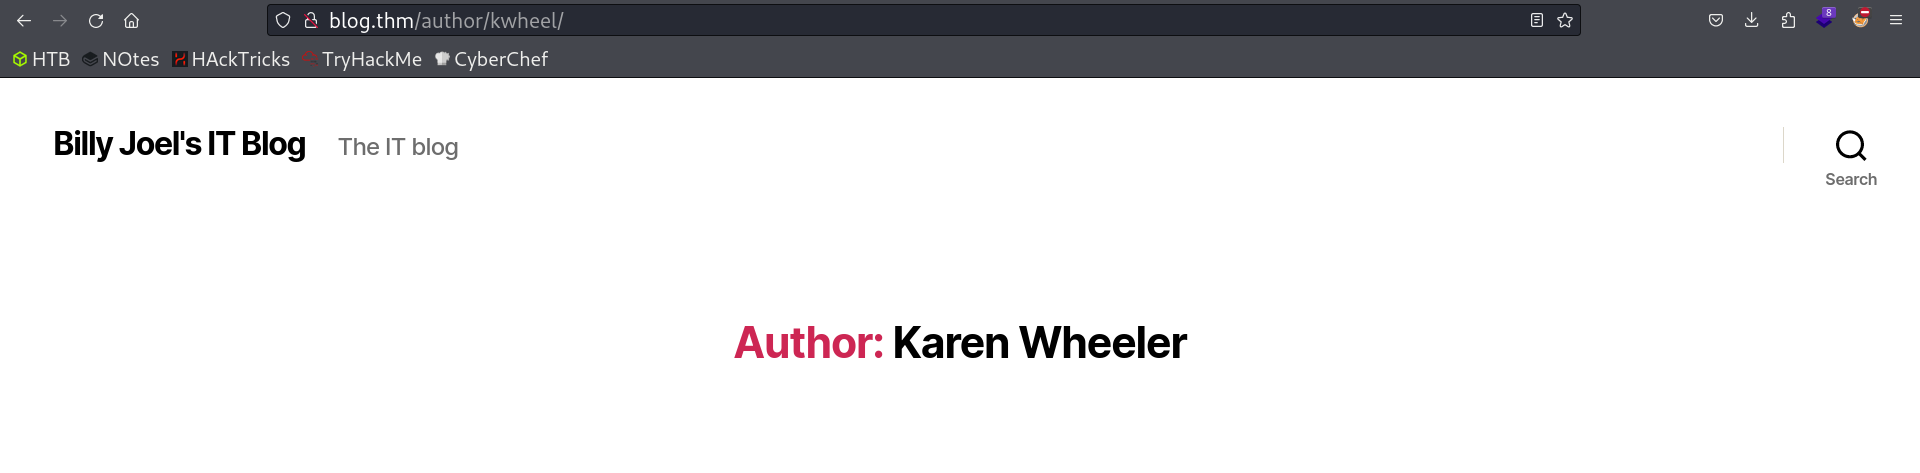 blog.thm/author/kwheel/
8
HTB NOtes HAckTricks TryHackMe CyberChef
Billy Joel's IT Blog The IT blog
Search
Author: Karen Wheeler